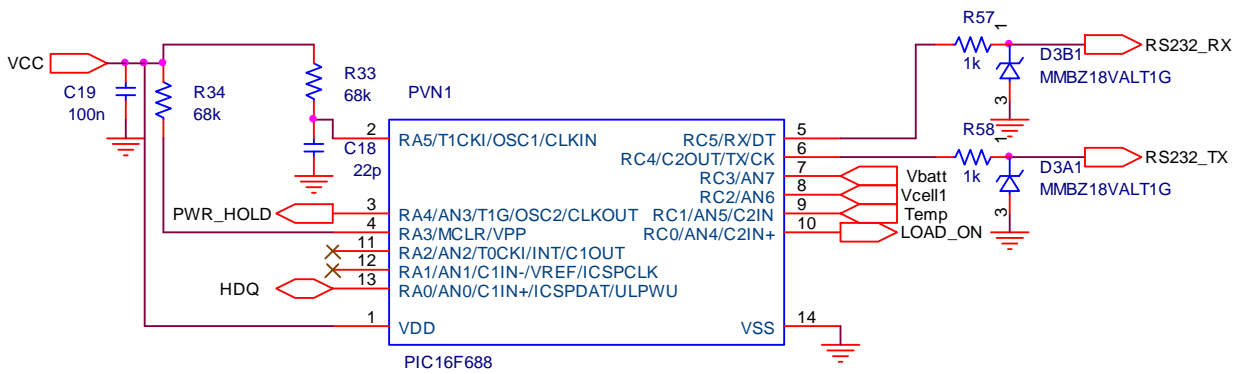 VCC
C19
100n
R34
68k
R33
68k
C18
22p
PVN1
2 RA5/T1CKI/OSC1/CLKIN
PWR_HOLD 3 RA4/AN3/T1G/OSC2/CLKOUT
4 RA3/MCLR/VPP
11 RA2/AN2/T0CKI/INT/C1OUT
12 RA1/AN1/C1IN-/VREF/ICSPCLK
HDQ 13 RA0/AN0/C1IN+/ICSPDAT/ULPWU
1 VDD
RC5/RX/DT 5
RC4/C2OUT/TX/CK 6
RC3/AN7 7 Vbatt
RC2/AN6 8 Vcell1
RC1/AN5/C2IN 9 Temp
RC0/AN4/C2IN+ 10 LOAD_ON
VSS 14
PIC16F688
R57
1k
1
RS232_RX
D3B1
MMBZ18VALT1G
3
R58
1k
1
RS232_TX
D3A1
MMBZ18VALT1G
3